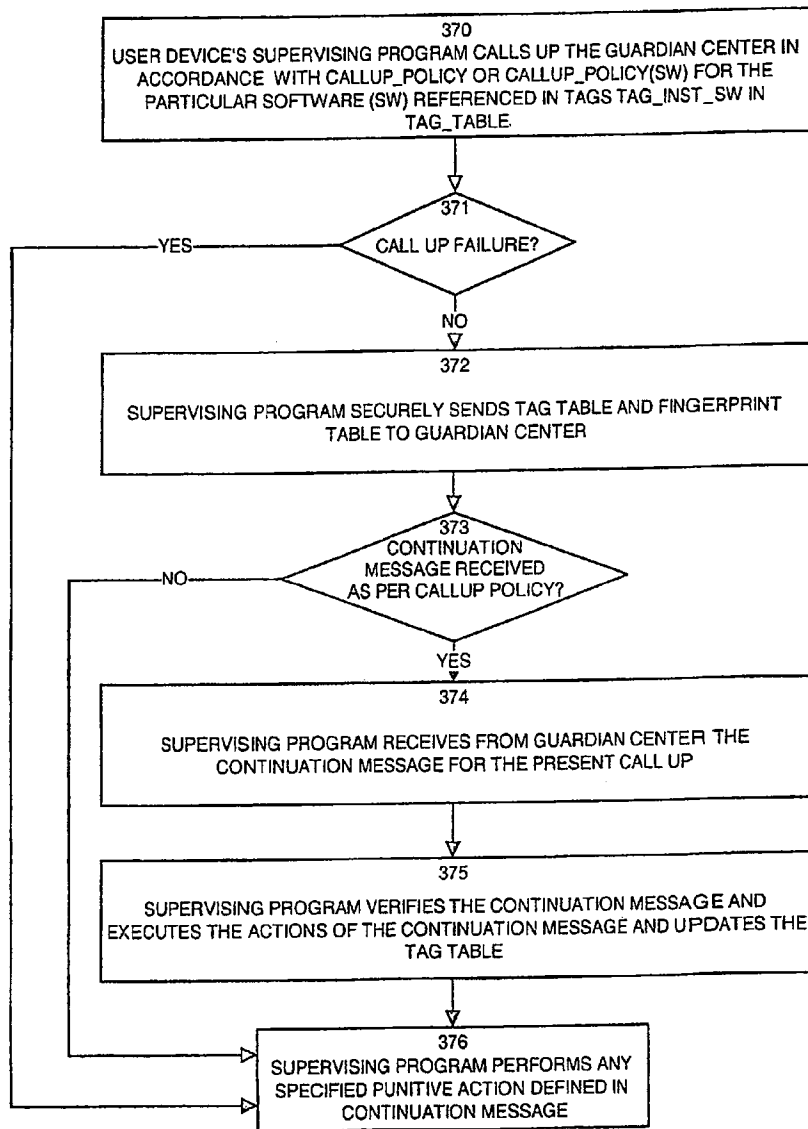 370
USER DEVICE'S SUPERVISING PROGRAM CALLS UP THE GUARDIAN CENTER IN
ACCORDANCE WITH CALLUP_POLICY OR CALLUP_POLICY(SW) FOR THE
PARTICULAR SOFTWARE (SW) REFERENCED IN TAGS TAG_INST_SW IN
TAG_TABLE.
371
CALL UP FAILURE?
YES
NO
372
SUPERVISING PROGRAM SECURELY SENDS TAG TABLE AND FINGERPRINT
TABLE TO GUARDIAN CENTER
373
CONTINUATION
MESSAGE RECEIVED
AS PER CALLUP POLICY?
NO
YES
374
SUPERVISING PROGRAM RECEIVES FROM GUARDIAN CENTER THE
CONTINUATION MESSAGE FOR THE PRESENT CALL UP
375
SUPERVISING PROGRAM VERIFIES THE CONTINUATION MESSAGE AND
EXECUTES THE ACTIONS OF THE CONTINUATION MESSAGE AND UPDATES THE
TAG TABLE
376
SUPERVISING PROGRAM PERFORMS ANY
SPECIFIED PUNITIVE ACTION DEFINED IN
CONTINUATION MESSAGE